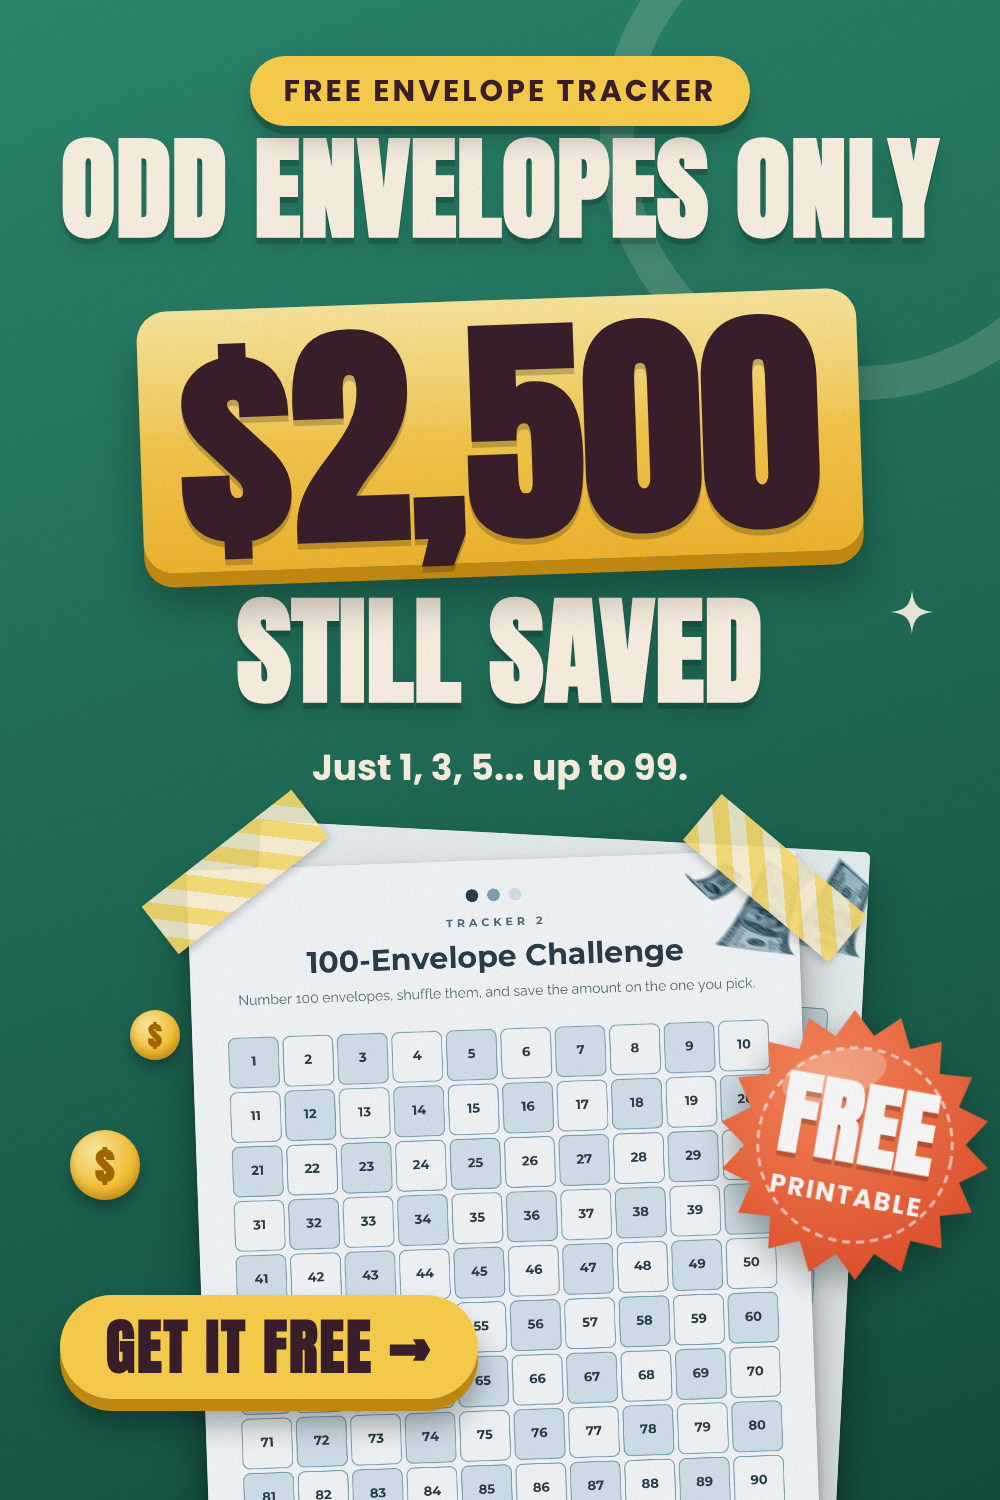 FREE ENVELOPE TRACKER
ODD ENVELOPES ONLY
$2,500
STILL SAVED
Just 1, 3, 5... up to 99.
TRACKER 2
100-Envelope Challenge
Number 100 envelopes, shuffle them, and save the amount on the one you pick.
1 2 3 4 5 6 7 8 9 10
11 12 13 14 15 16 17 18 19
21 22 23 24 25 26 27 28 29
31 32 33 34 35 36 37 38 39
41 42 43 44 45 46 47 48 49 50
55 56 57 58 59 60
65 66 67 68 69 70
71 72 73 74 75 76 77 78 79 80
81 82 83 84 85 86 87 88 89 90
$
$
FREE
PRINTABLE
GET IT FREE →